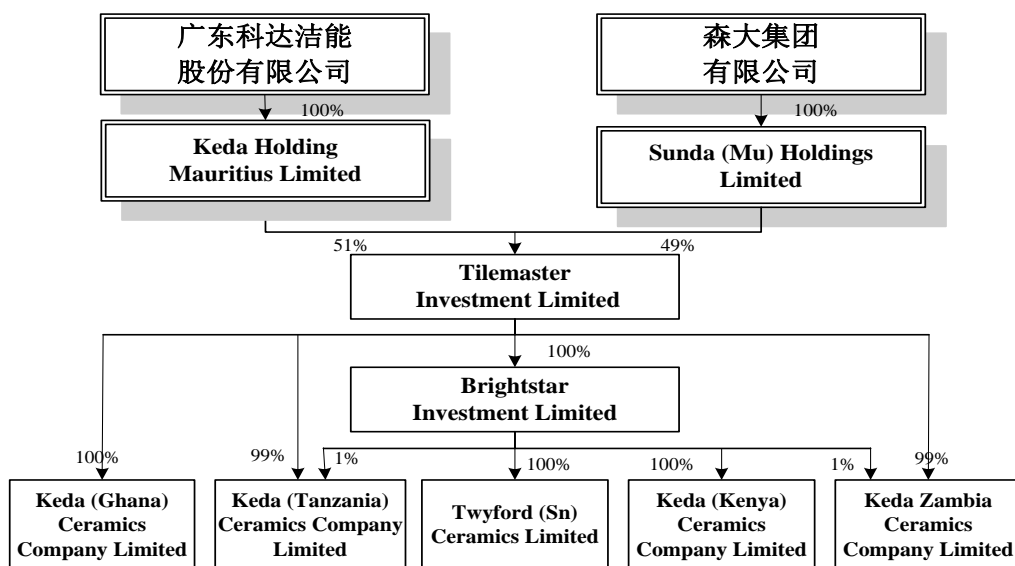 广东科达洁能
股份有限公司
森大集团
有限公司
100%
100%
Keda Holding
Mauritius Limited
Sunda (Mu) Holdings
Limited
51%
49%
Tilemaster
Investment Limited
100%
Brightstar
Investment Limited
100%
99%
1%
100%
100%
1%
99%
Keda (Ghana)
Ceramics
Company Limited
Keda (Tanzania)
Ceramics Company
Limited
Twyford (Sn)
Ceramics Limited
Keda (Kenya)
Ceramics
Company Limited
Keda Zambia
Ceramics
Company Limited